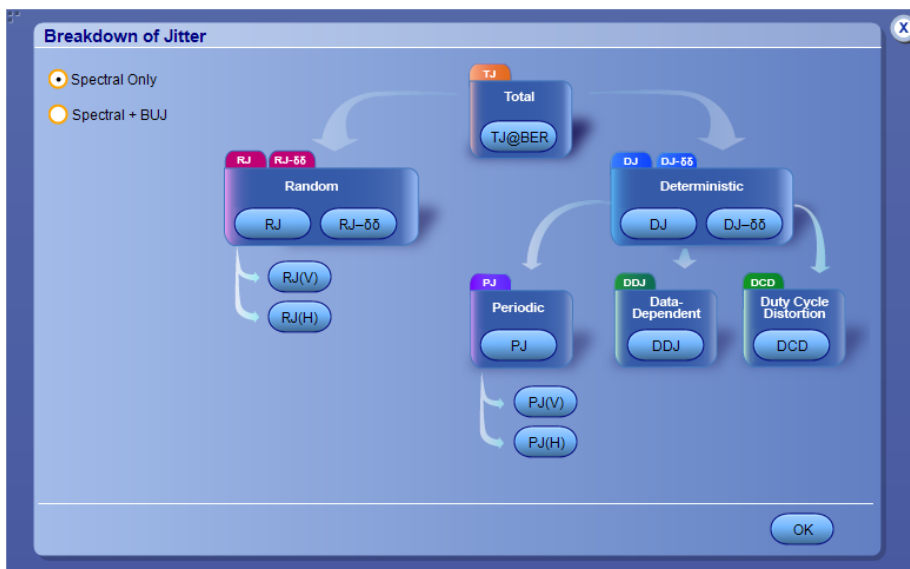 X
Breakdown of Jitter
Spectral Only
Spectral + BUJ
TJ
Total
TJ@BER
RJ RJ-δδ
Random
RJ RJ–δδ
RJ(V)
RJ(H)
DJ DJ-δδ
Deterministic
DJ DJ–δδ
PJ
Periodic
PJ
PJ(V)
PJ(H)
DDJ
Data-
Dependent
DDJ
DCD
Duty Cycle
Distortion
DCD
OK